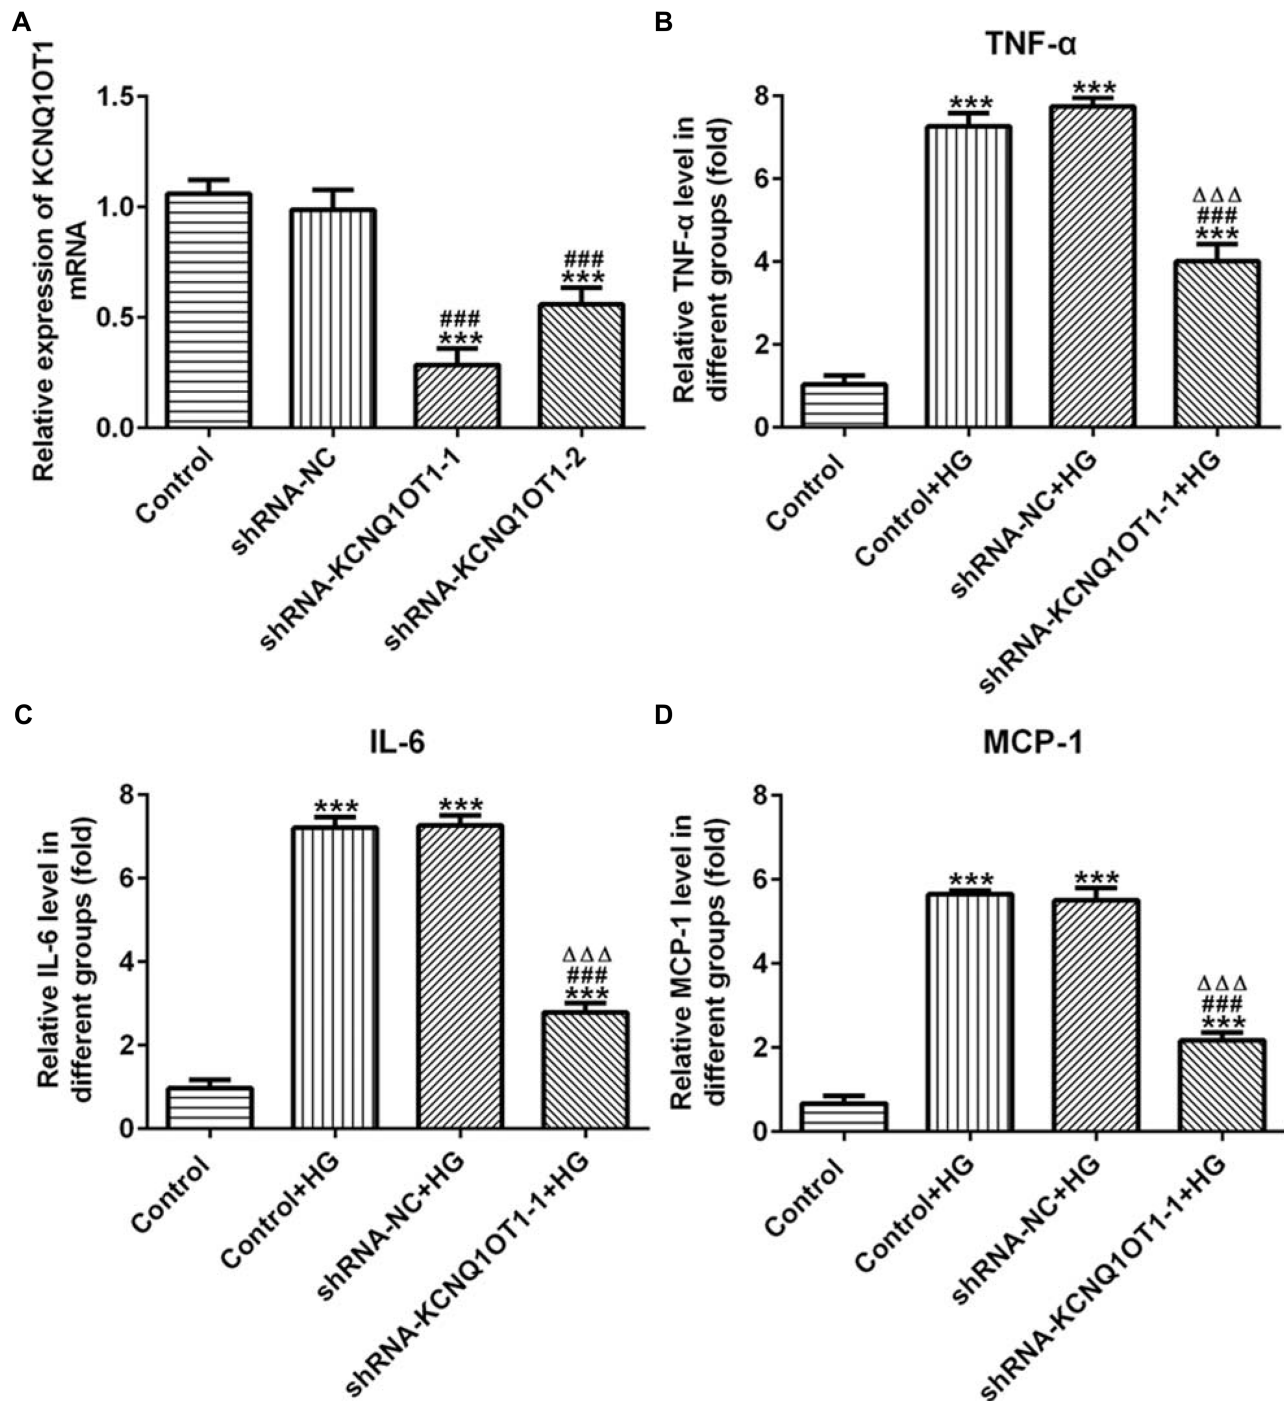 A
Relative expression of KCNQ1OT1
mRNA
1.5
1.0
0.5
0.0
###
***
###
***
Control
shRNA-NC
shRNA-KCNQ1OT1-1
shRNA-KCNQ1OT1-2
B
TNF-α
Relative TNF-α level in
different groups (fold)
8
6
4
2
0
***
***
ΔΔΔ
###
***
Control
Control+HG
shRNA-NC+HG
shRNA-KCNQ1OT1-1+HG
C
IL-6
Relative IL-6 level in
different groups (fold)
8
6
4
2
0
***
***
ΔΔΔ
###
***
Control
Control+HG
shRNA-NC+HG
shRNA-KCNQ1OT1-1+HG
D
MCP-1
Relative MCP-1 level in
different groups (fold)
8
6
4
2
0
***
***
ΔΔΔ
###
***
Control
Control+HG
shRNA-NC+HG
shRNA-KCNQ1OT1-1+HG